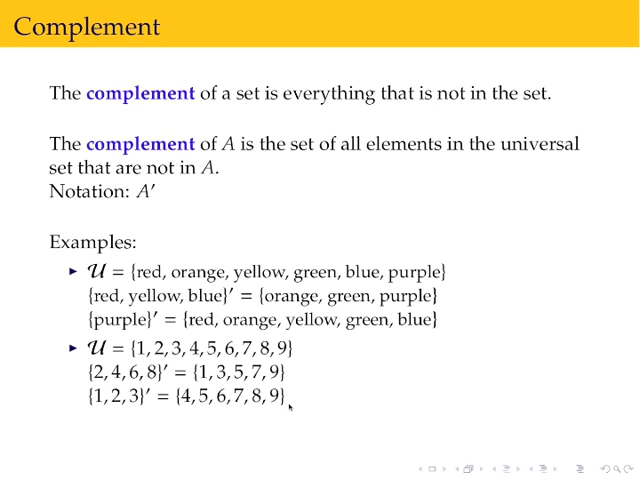 Complement
The complement of a set is everything that is not in the set.
The complement of A is the set of all elements in the universal
set that are not in A.
Notation: A′
Examples:
▶ 𝒰 = {red, orange, yellow, green, blue, purple}
{red, yellow, blue}′ = {orange, green, purple}
{purple}′ = {red, orange, yellow, green, blue}
▶ 𝒰 = {1, 2, 3, 4, 5, 6, 7, 8, 9}
{2, 4, 6, 8}′ = {1, 3, 5, 7, 9}
{1, 2, 3}′ = {4, 5, 6, 7, 8, 9}